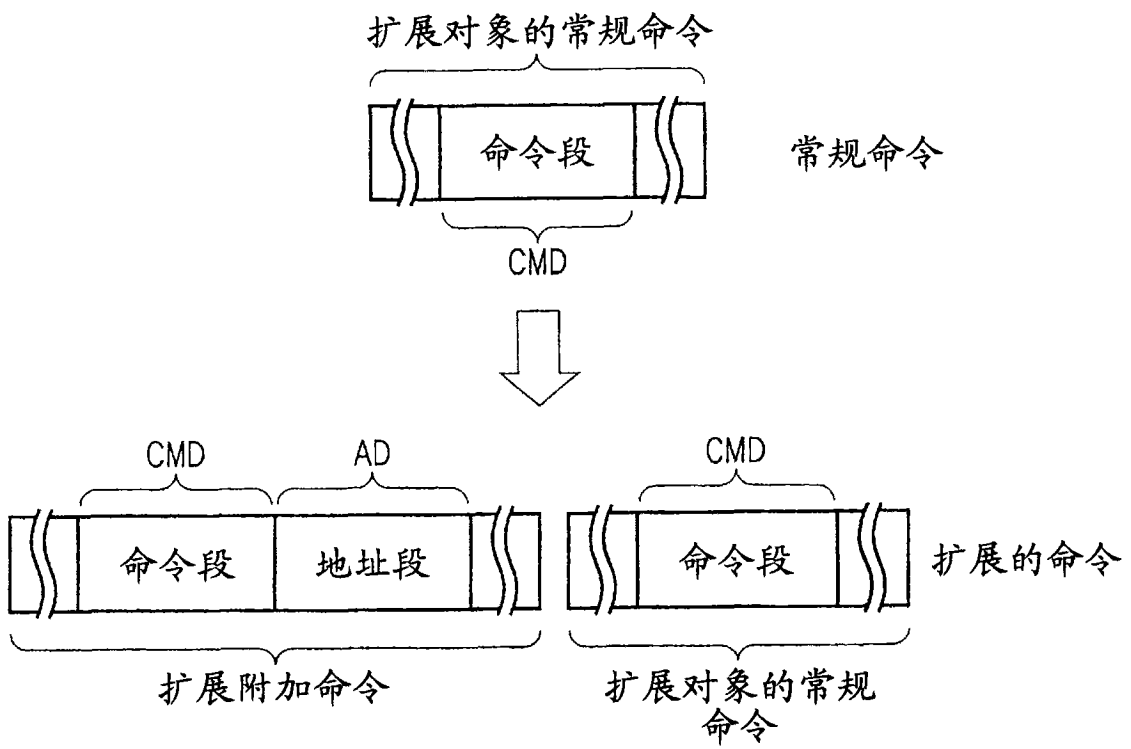 扩展对象的常规命令
命令段
常规命令
CMD
CMD
AD
CMD
命令段
地址段
命令段
扩展的命令
扩展附加命令
扩展对象的常规
命令